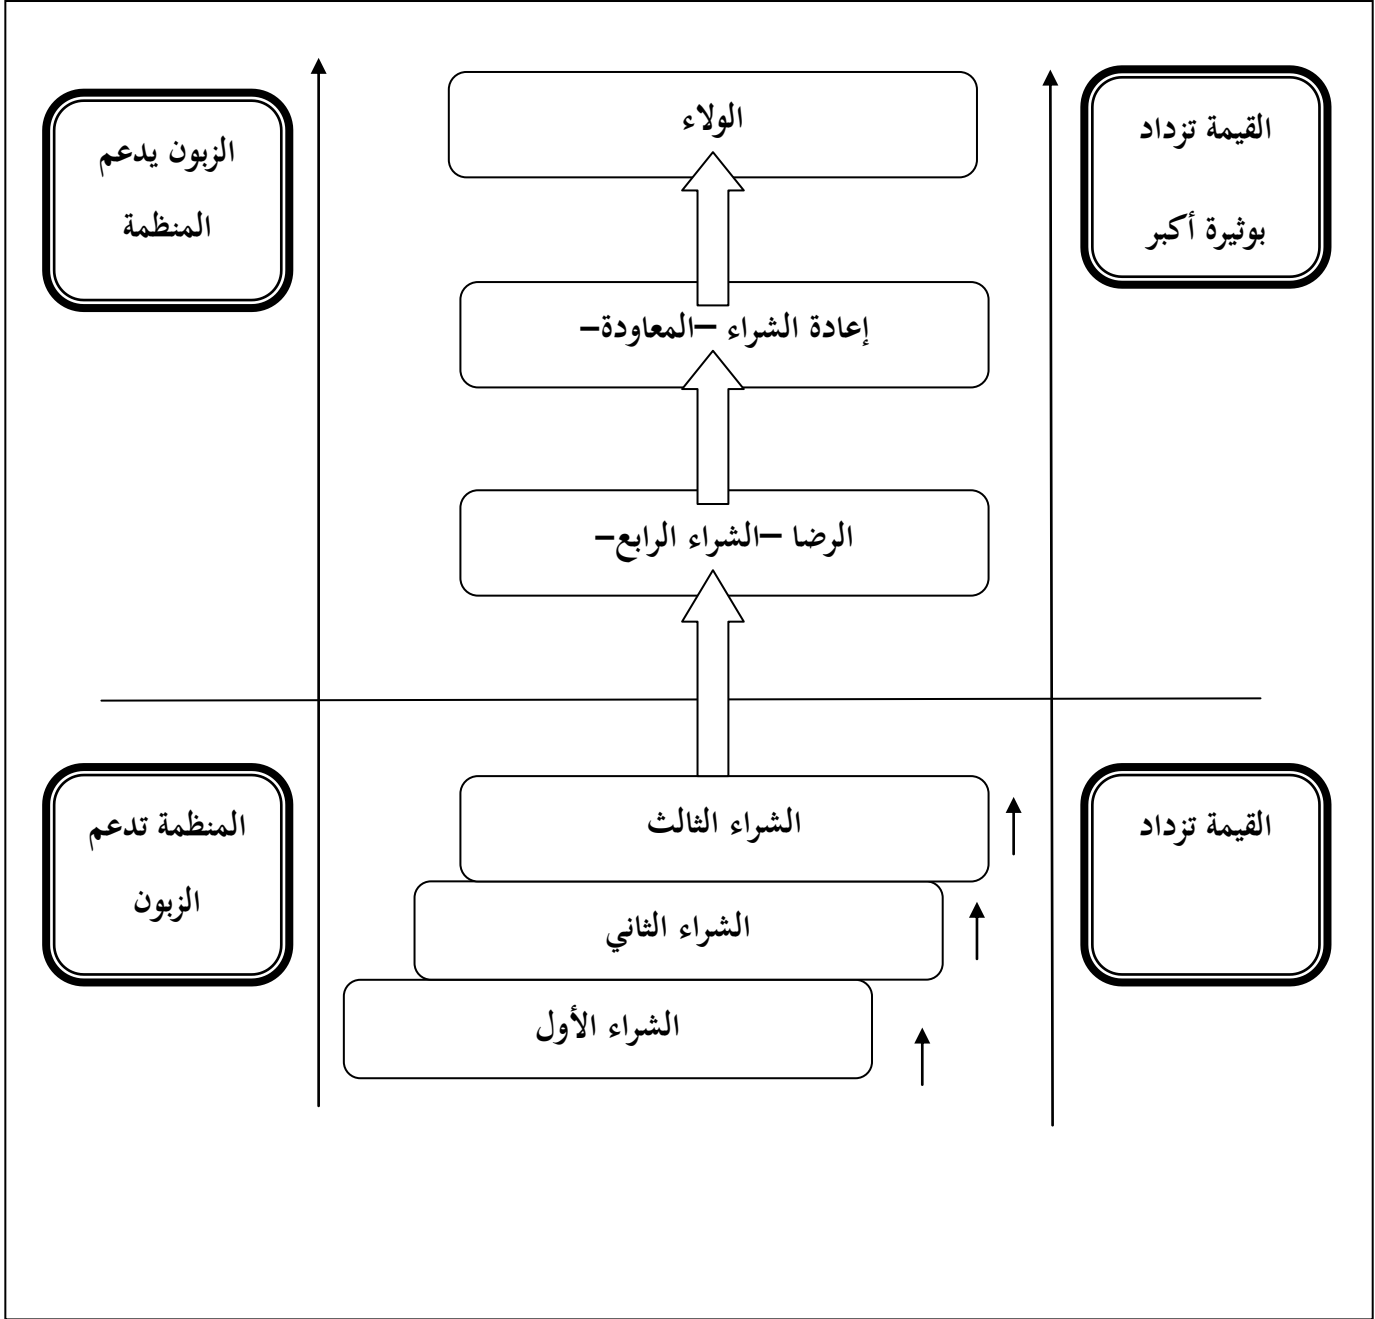 القيمة تزداد
بوثيرة أكبر
الولاء
الزبون يدعم
المنظمة
إعادة الشراء –المعاودة–
الرضا –الشراء الرابع–
القيمة تزداد
الشراء الثالث
المنظمة تدعم
الزبون
الشراء الثاني
الشراء الأول